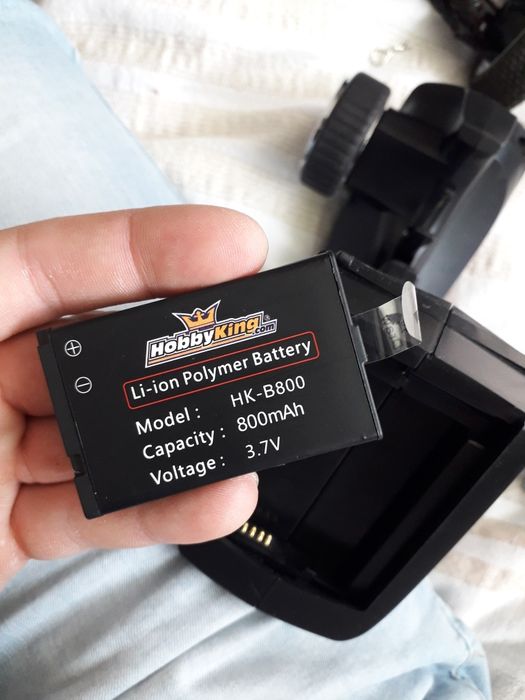 HobbyKing®
.com
Li-ion Polymer Battery
Model : HK-B800
Capacity : 800mAh
Voltage : 3.7V
+
-